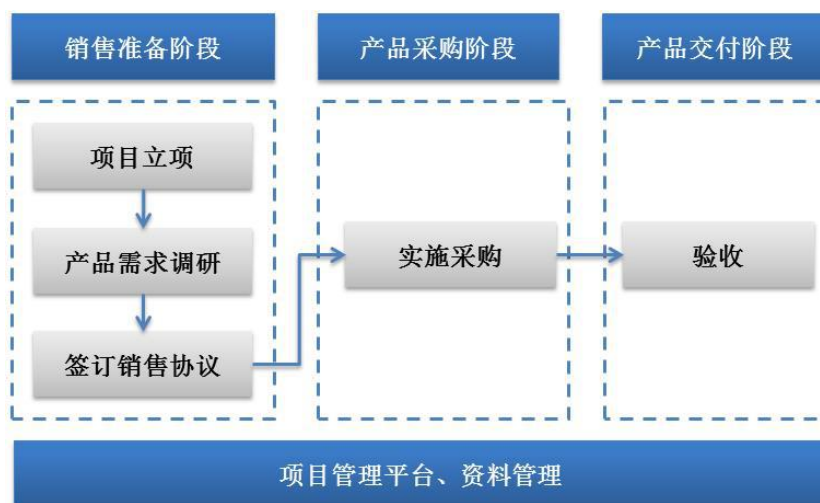 销售准备阶段
产品采购阶段
产品交付阶段
项目立项
产品需求调研
签订销售协议
实施采购
验收
项目管理平台、资料管理